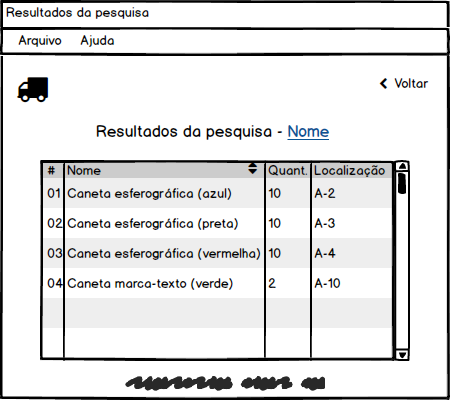 Resultados da pesquisa
Arquivo Ajuda
Voltar
Resultados da pesquisa - Nome
# Nome Quant. Localização
01 Caneta esferográfica (azul) 10 A-2
02 Caneta esferográfica (preta) 10 A-3
03 Caneta esferográfica (vermelha) 10 A-4
04 Caneta marca-texto (verde) 2 A-10